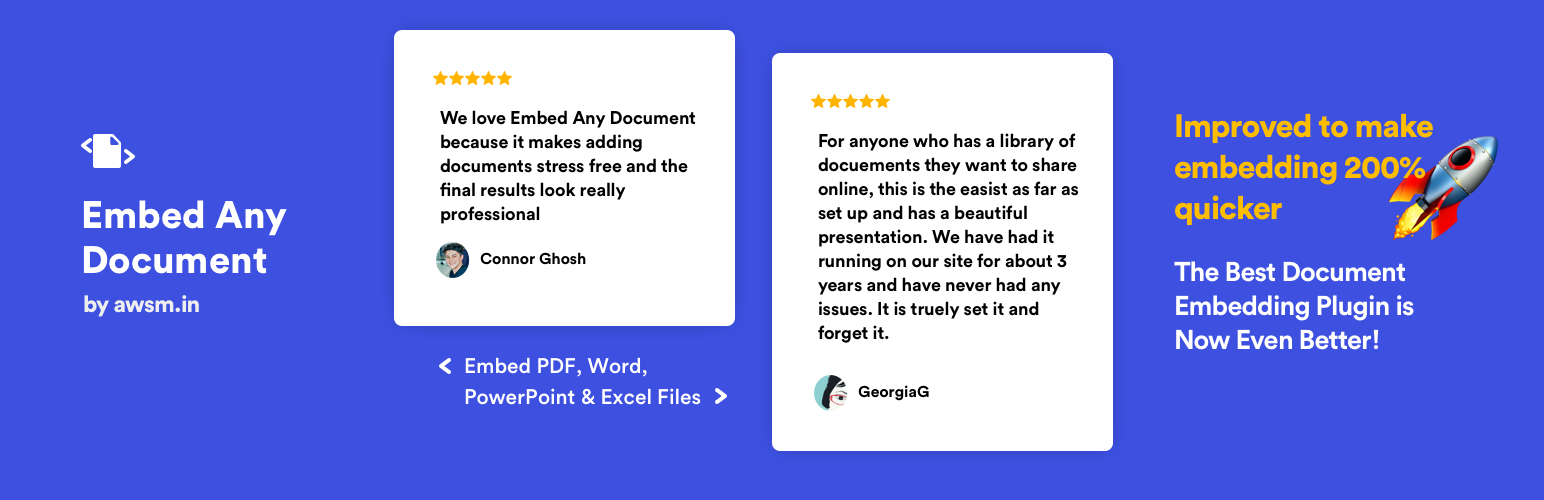 Embed Any
Document
by awsm.in
We love Embed Any Document
because it makes adding
documents stress free and the
final results look really
professional
Connor Ghosh
Embed PDF, Word,
PowerPoint & Excel Files
For anyone who has a library of
docuements they want to share
online, this is the easist as far as
set up and has a beautiful
presentation. We have had it
running on our site for about 3
years and have never had any
issues. It is truely set it and
forget it.
GeorgiaG
Improved to make
embedding 200%
quicker
The Best Document
Embedding Plugin is
Now Even Better!